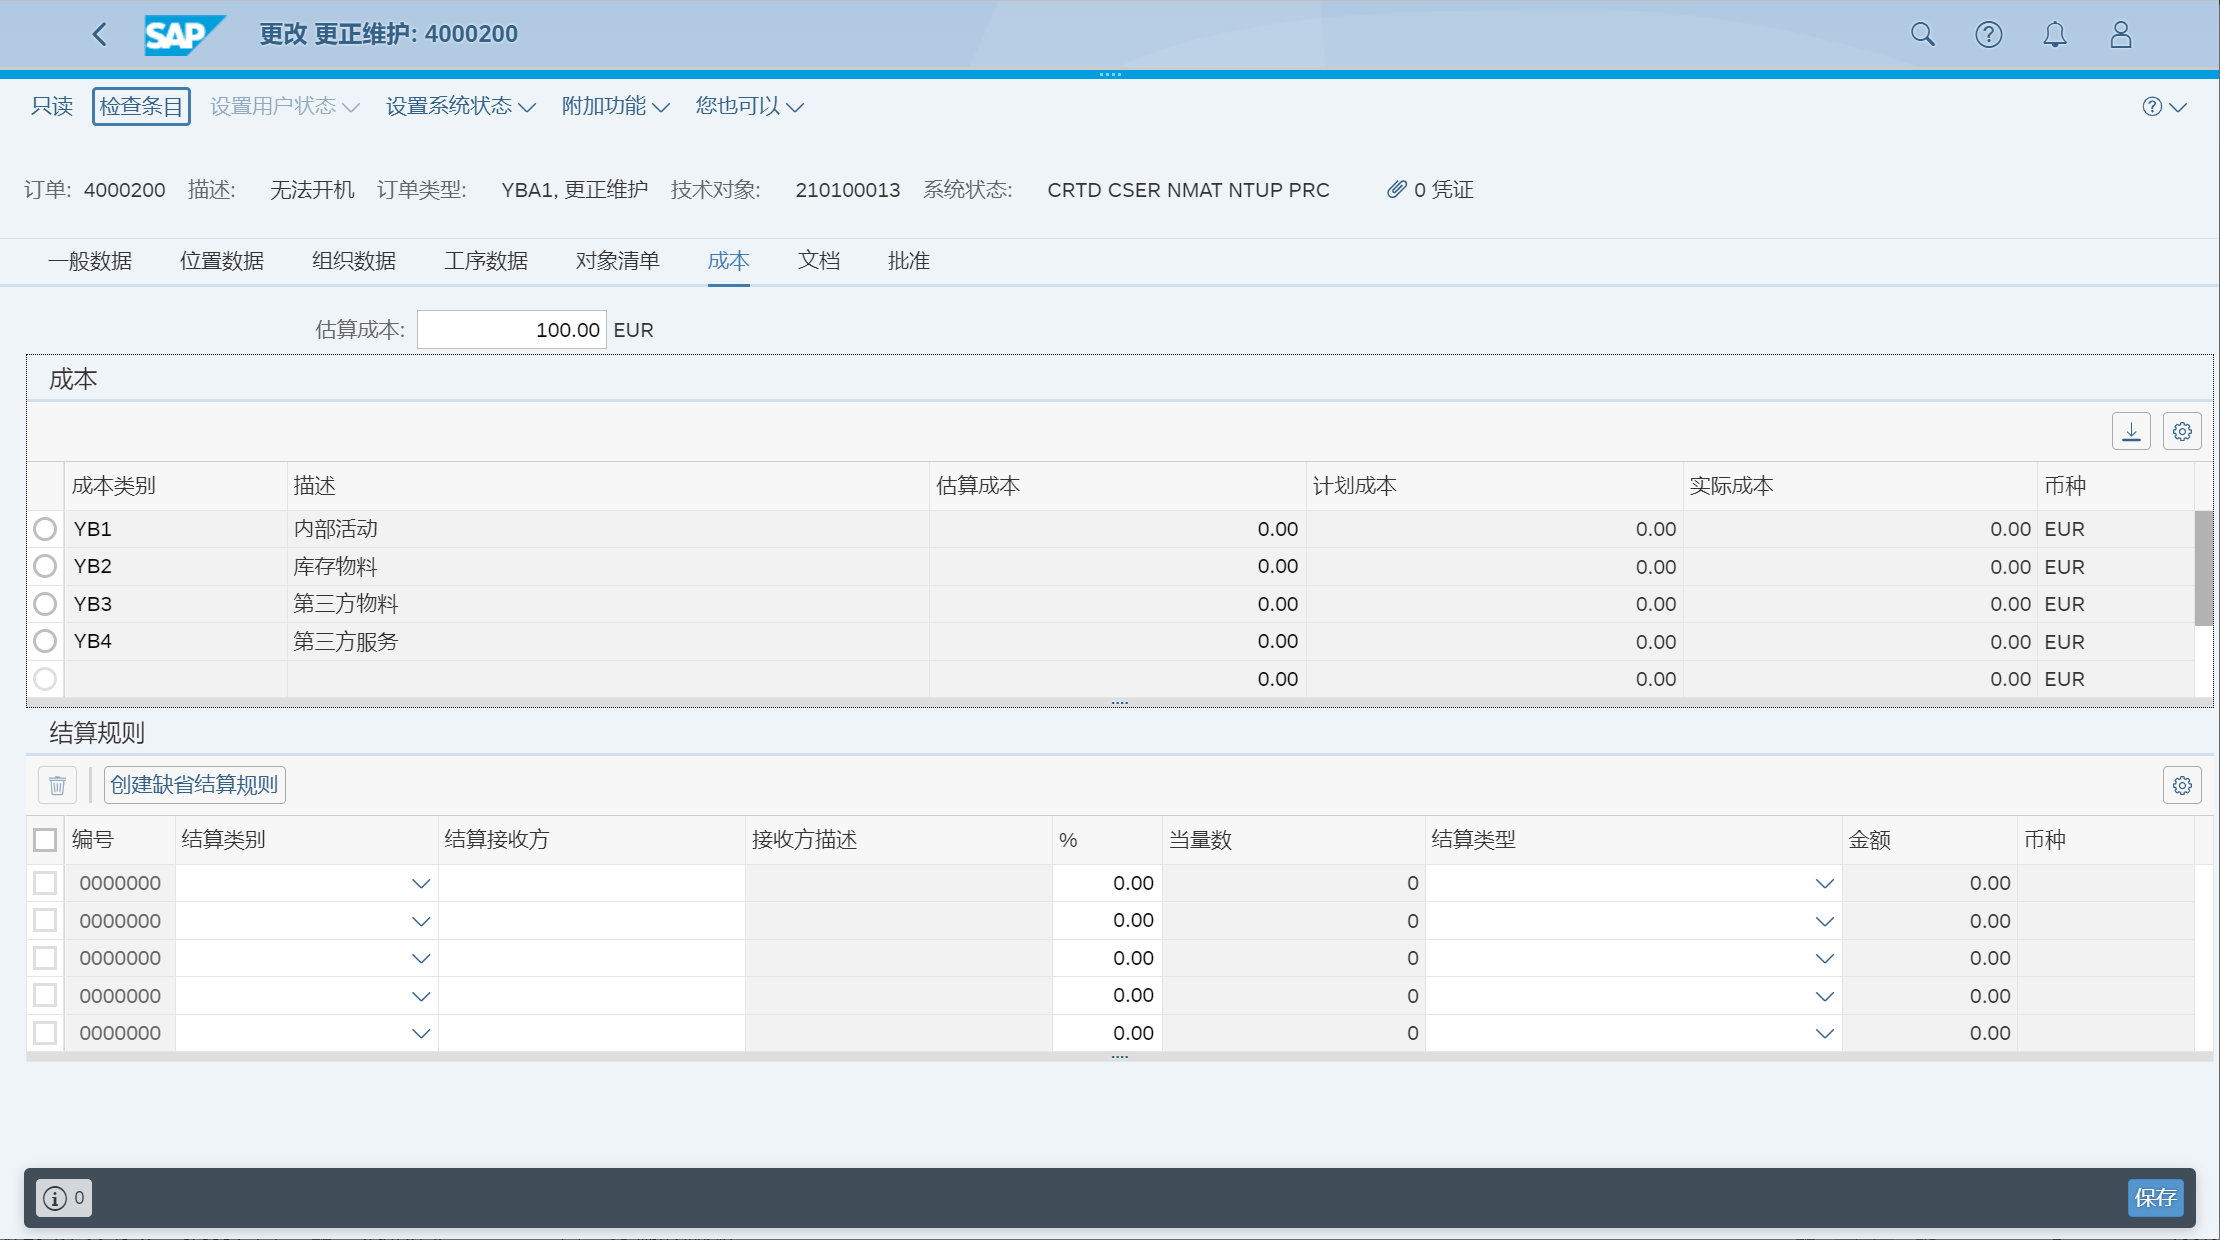 SAP 更改 更正维护: 4000200
只读 检查条目 设置用户状态 设置系统状态 附加功能 您也可以
订单: 4000200 描述: 无法开机 订单类型: YBA1, 更正维护 技术对象: 210100013 系统状态: CRTD CSER NMAT NTUP PRC 0 凭证
一般数据 位置数据 组织数据 工序数据 对象清单 成本 文档 批准
估算成本: 100.00 EUR
成本
成本类别 描述 估算成本 计划成本 实际成本 币种
YB1 内部活动 0.00 0.00 0.00 EUR
YB2 库存物料 0.00 0.00 0.00 EUR
YB3 第三方物料 0.00 0.00 0.00 EUR
YB4 第三方服务 0.00 0.00 0.00 EUR
0.00 0.00 0.00 EUR
结算规则
创建缺省结算规则
编号 结算类别 结算接收方 接收方描述 % 当量数 结算类型 金额 币种
0000000 0.00 0 0.00
0000000 0.00 0 0.00
0000000 0.00 0 0.00
0000000 0.00 0 0.00
0000000 0.00 0 0.00
0 保存